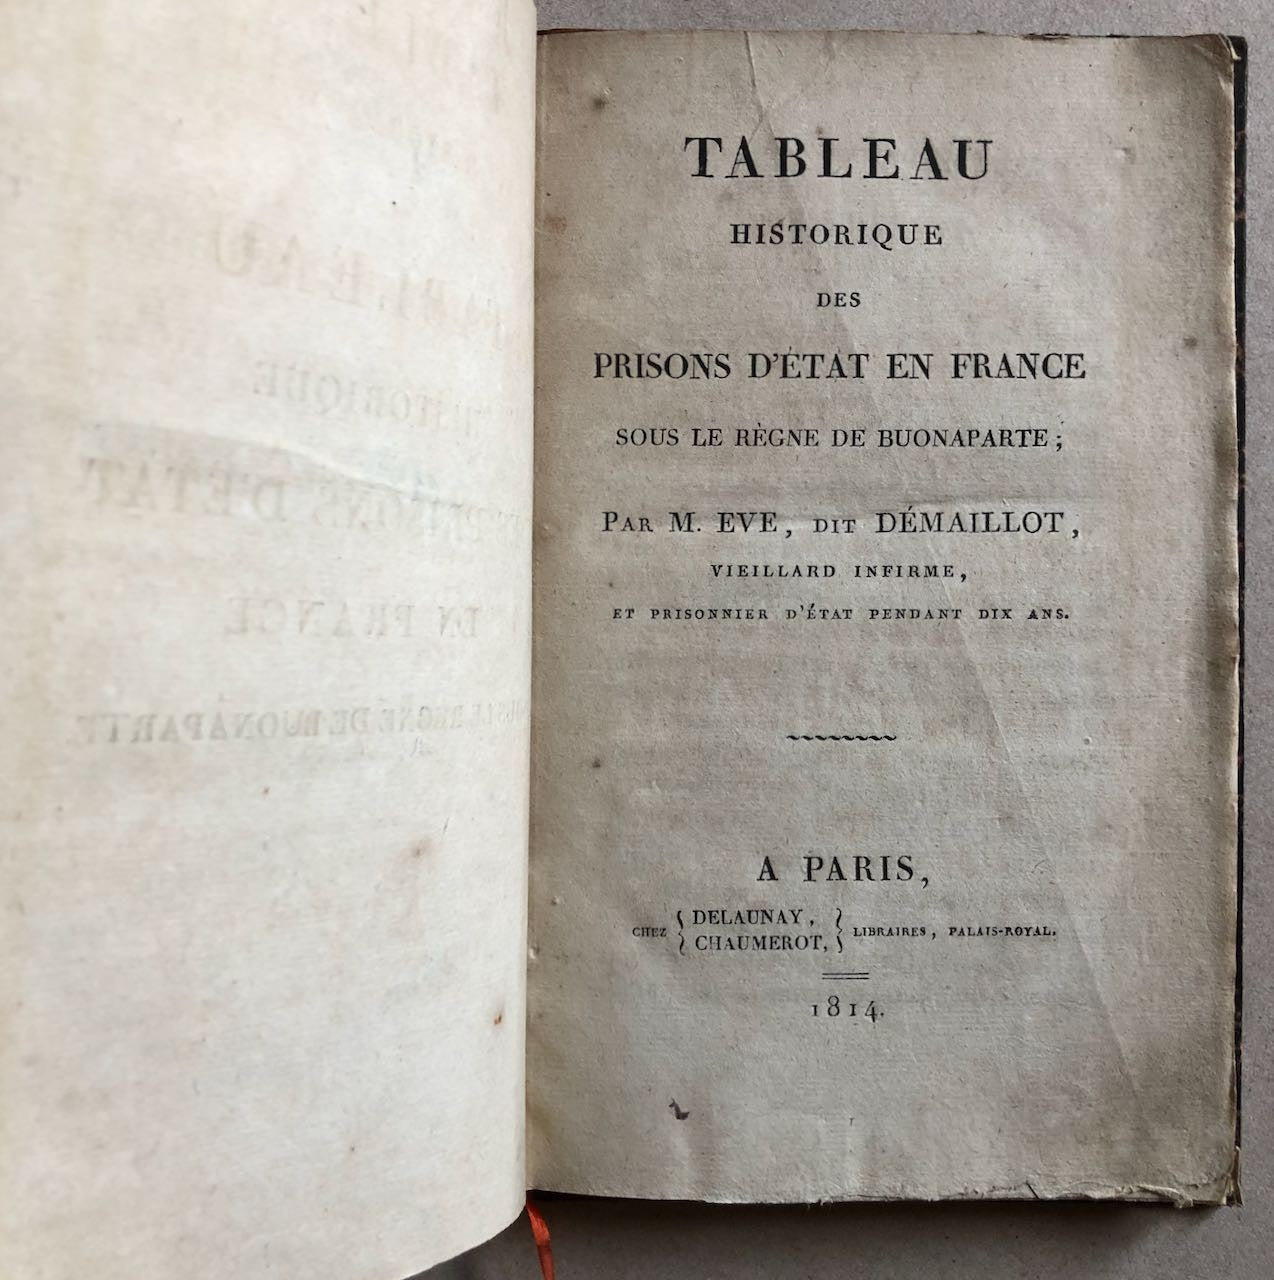 TABLEAU
HISTORIQUE
DES
PRISONS D'ÉTAT EN FRANCE
SOUS LE RÈGNE DE BUONAPARTE ;
PAR M. EVE, DIT DÉMAILLOT,
VIEILLARD INFIRME,
ET PRISONNIER D'ÉTAT PENDANT DIX ANS.
A PARIS,
CHEZ { DELAUNAY, CHAUMEROT, } LIBRAIRES, PALAIS-ROYAL.
1814.